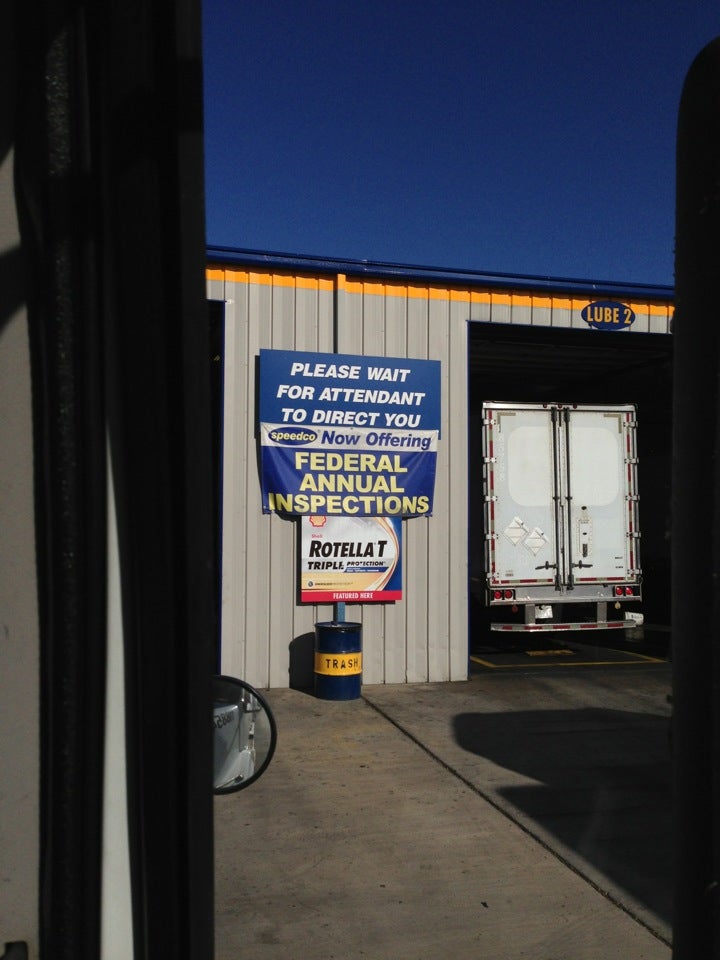 LUBE 2
PLEASE WAIT
FOR ATTENDANT
TO DIRECT YOU
speedco Now Offering
FEDERAL
ANNUAL
INSPECTIONS
Shell
ROTELLA T
TRIPLE PROTECTION
FEATURED HERE
TRASH